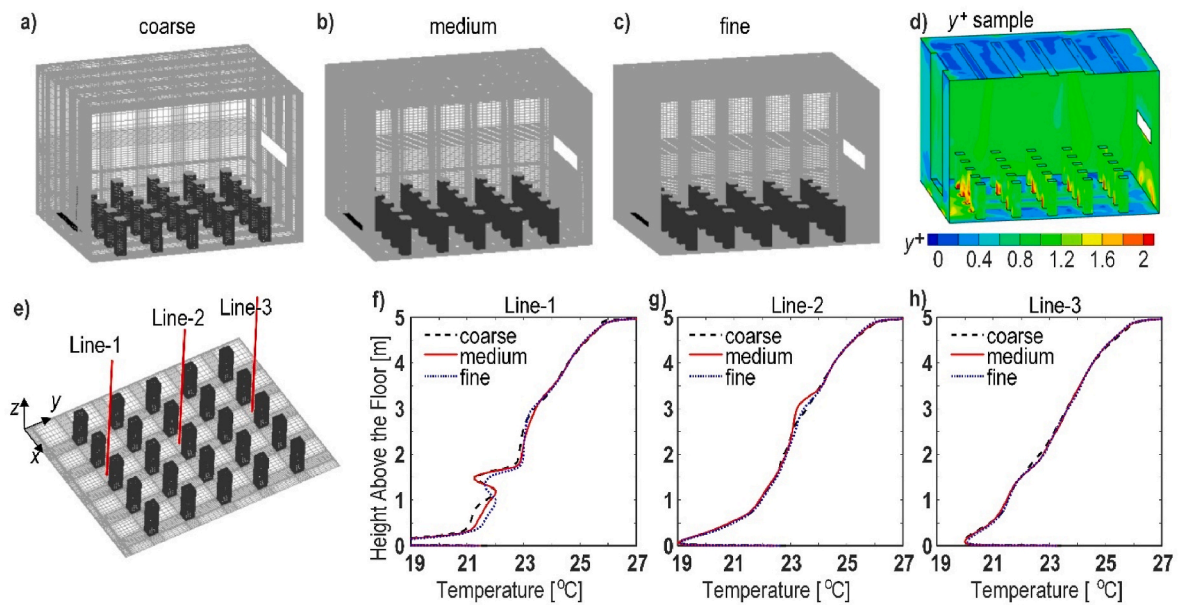 a) coarse
b) medium
c) fine
d) y+ sample
y+ 0 0.4 0.8 1.2 1.6 2
e)
Line-1
Line-2
Line-3
z y x
f) Line-1
Height Above the Floor [m]
5
4
3
2
1
0
coarse
medium
fine
19 21 23 25 27
Temperature [ °C]
g) Line-2
5
4
3
2
1
0
coarse
medium
fine
19 21 23 25 27
Temperature [ °C]
h) Line-3
5
4
3
2
1
0
coarse
medium
fine
19 21 23 25 27
Temperature [ °C]